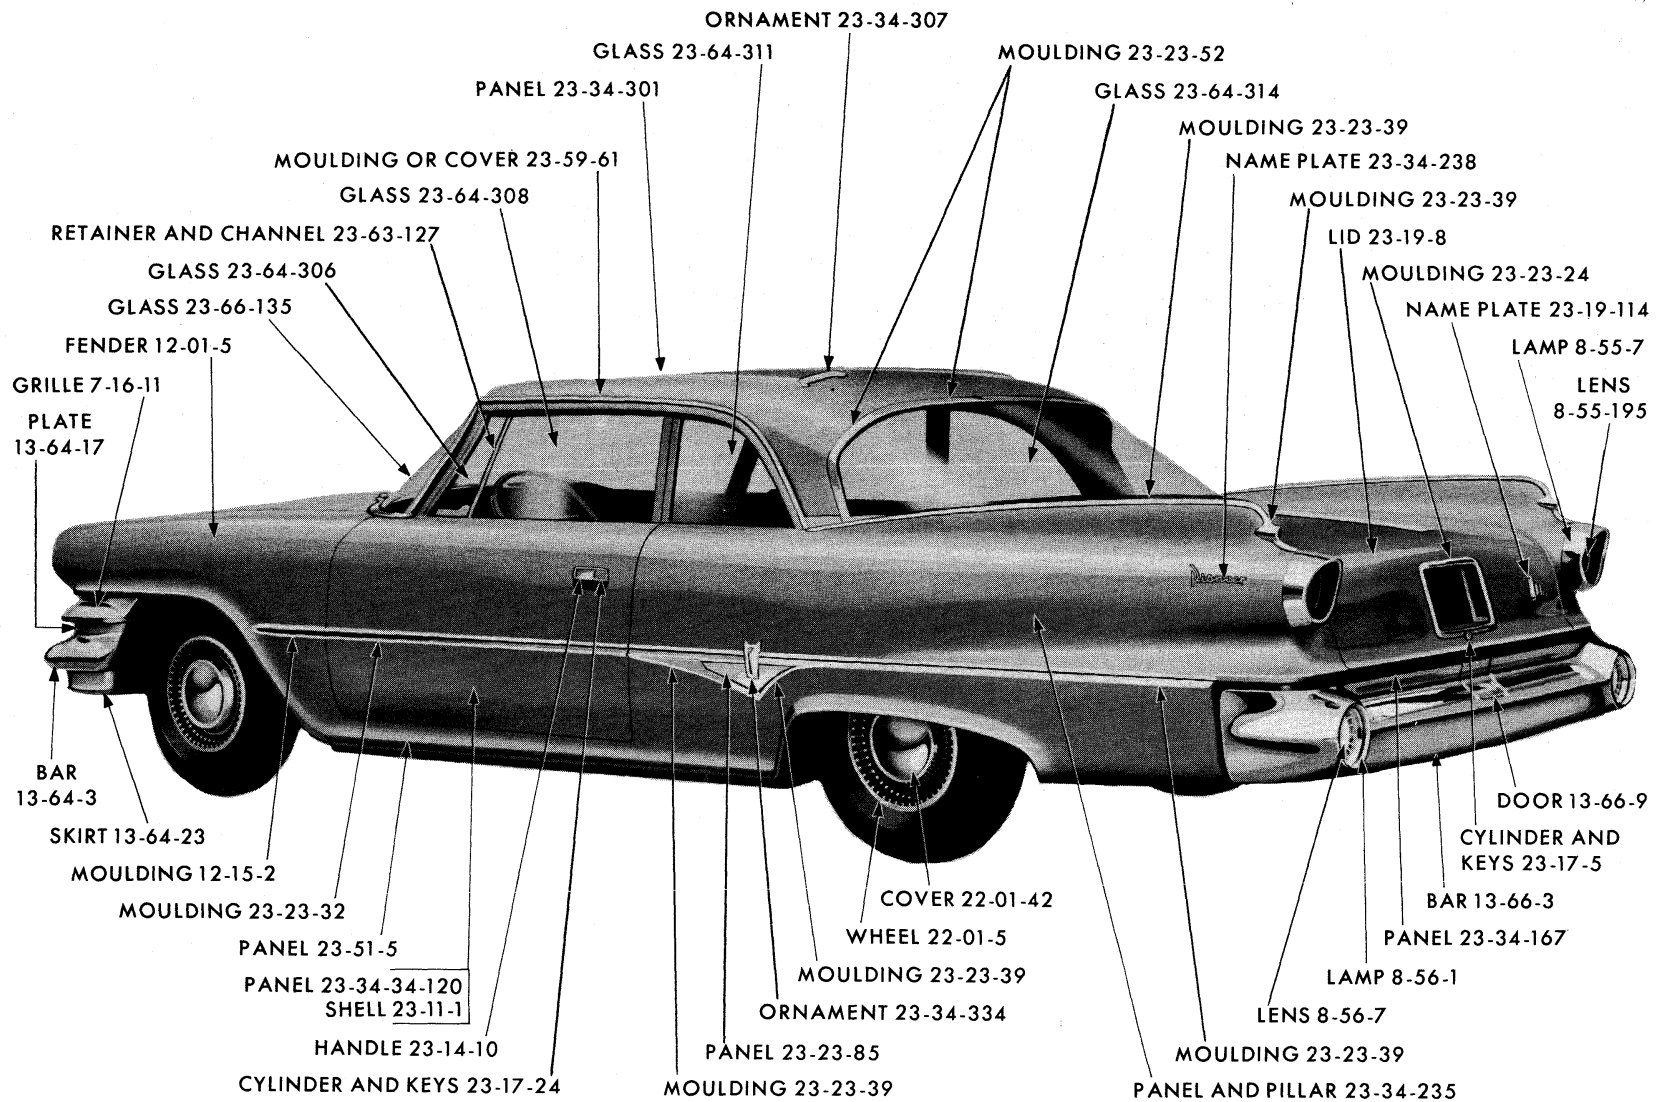 ORNAMENT 23-34-307
GLASS 23-64-311
MOULDING 23-23-52
PANEL 23-34-301
GLASS 23-64-314
MOULDING 23-23-39
MOULDING OR COVER 23-59-61
NAME PLATE 23-34-238
GLASS 23-64-308
MOULDING 23-23-39
RETAINER AND CHANNEL 23-63-127
LID 23-19-8
GLASS 23-64-306
MOULDING 23-23-24
GLASS 23-66-135
NAME PLATE 23-19-114
FENDER 12-01-5
LAMP 8-55-7
GRILLE 7-16-11
LENS
8-55-195
PLATE
13-64-17
Pioneer
BAR
13-64-3
DOOR 13-66-9
SKIRT 13-64-23
CYLINDER AND
KEYS 23-17-5
MOULDING 12-15-2
COVER 22-01-42
BAR 13-66-3
MOULDING 23-23-32
WHEEL 22-01-5
PANEL 23-34-167
PANEL 23-51-5
MOULDING 23-23-39
LAMP 8-56-1
PANEL 23-34-34-120
SHELL 23-11-1
ORNAMENT 23-34-334
LENS 8-56-7
HANDLE 23-14-10
PANEL 23-23-85
MOULDING 23-23-39
CYLINDER AND KEYS 23-17-24
MOULDING 23-23-39
PANEL AND PILLAR 23-34-235